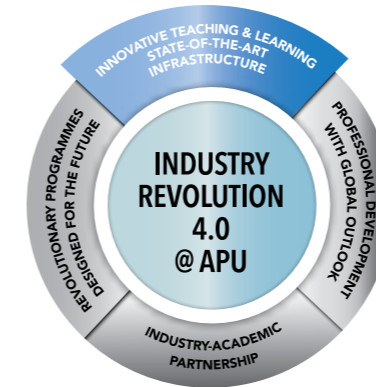 INNOVATIVE TEACHING & LEARNING
STATE-OF-THE-ART
INFRASTRUCTURE
PROFESSIONAL DEVELOPMENT
WITH GLOBAL OUTLOOK
INDUSTRY-ACADEMIC
PARTNERSHIP
REVOLUTIONARY PROGRAMMES
DESIGNED FOR THE FUTURE
INDUSTRY
REVOLUTION
4.0
@ APU